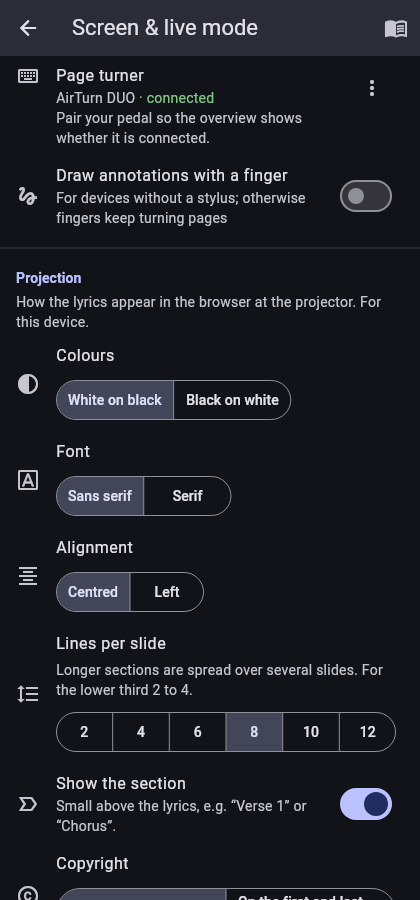 Screen & live mode
Page turner
AirTurn DUO · connected
Pair your pedal so the overview shows
whether it is connected.
Draw annotations with a finger
For devices without a stylus; otherwise
fingers keep turning pages
Projection
How the lyrics appear in the browser at the projector. For
this device.
Colours
White on black
Black on white
Font
A
Sans serif
Serif
Alignment
Centred
Left
Lines per slide
Longer sections are spread over several slides. For
the lower third 2 to 4.
2
4
6
8
10
12
Show the section
Small above the lyrics, e.g. “Verse 1” or
“Chorus”.
Copyright
On the first and last